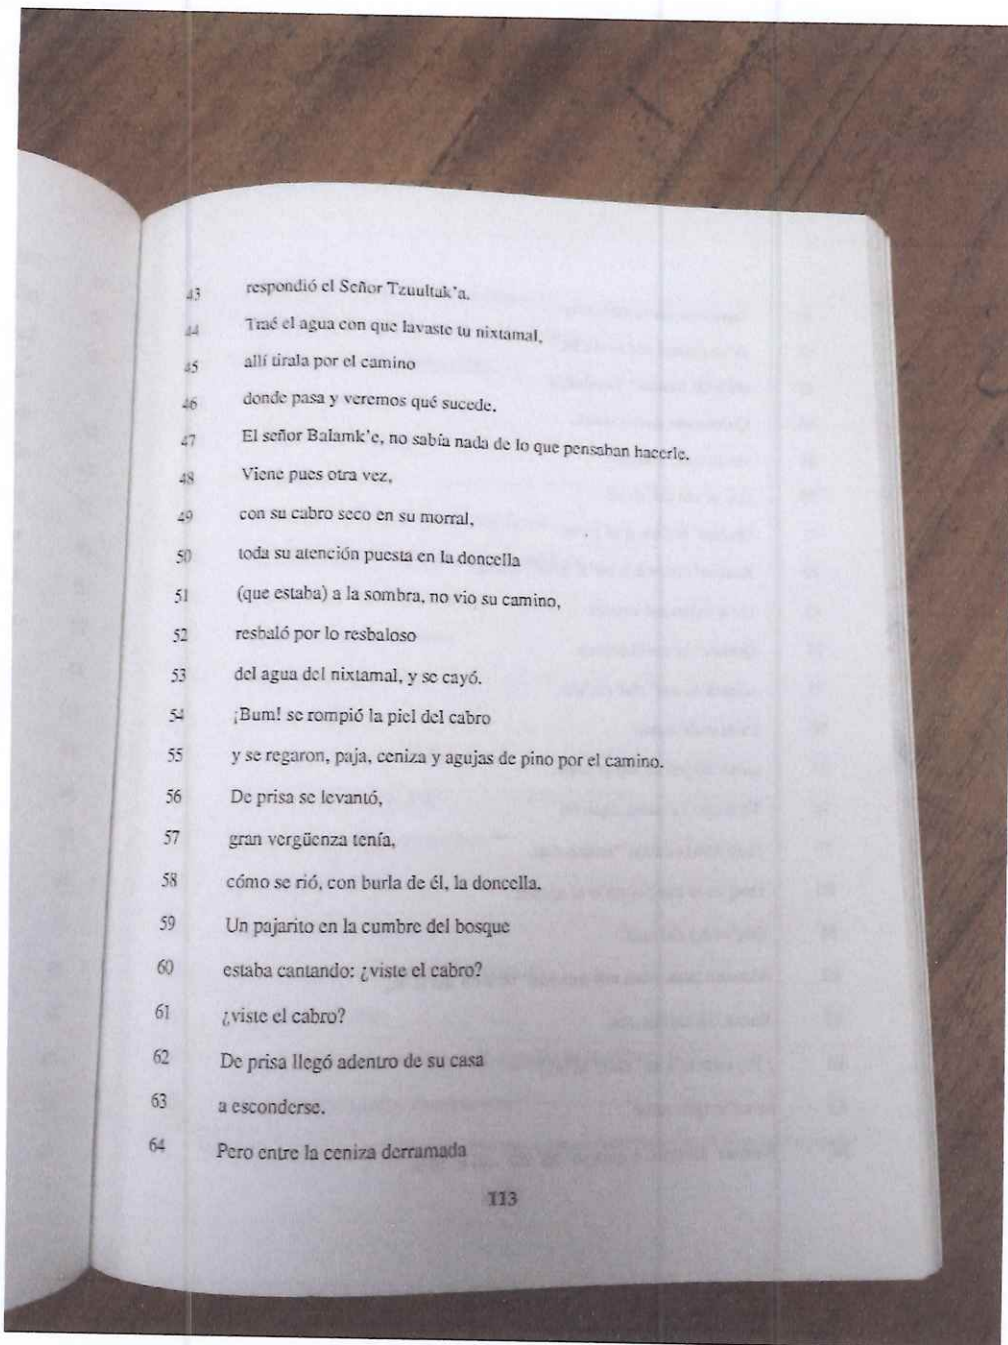 43 respondió el Señor Tzuultak'a.
44 Traé el agua con que lavaste tu nixtamal,
45 allí tirala por el camino
46 donde pasa y veremos qué sucede.
47 El señor Balamk'e, no sabía nada de lo que pensaban hacerle.
48 Viene pues otra vez,
49 con su cabro seco en su morral,
50 toda su atención puesta en la doncella
51 (que estaba) a la sombra, no vio su camino,
52 resbaló por lo resbaloso
53 del agua del nixtamal, y se cayó.
54 ¡Bum! se rompió la piel del cabro
55 y se regaron, paja, ceniza y agujas de pino por el camino.
56 De prisa se levantó,
57 gran vergüenza tenía,
58 cómo se rió, con burla de él, la doncella.
59 Un pajarito en la cumbre del bosque
60 estaba cantando: ¿viste el cabro?
61 ¿viste el cabro?
62 De prisa llegó adentro de su casa
63 a esconderse.
64 Pero entre la ceniza derramada
113